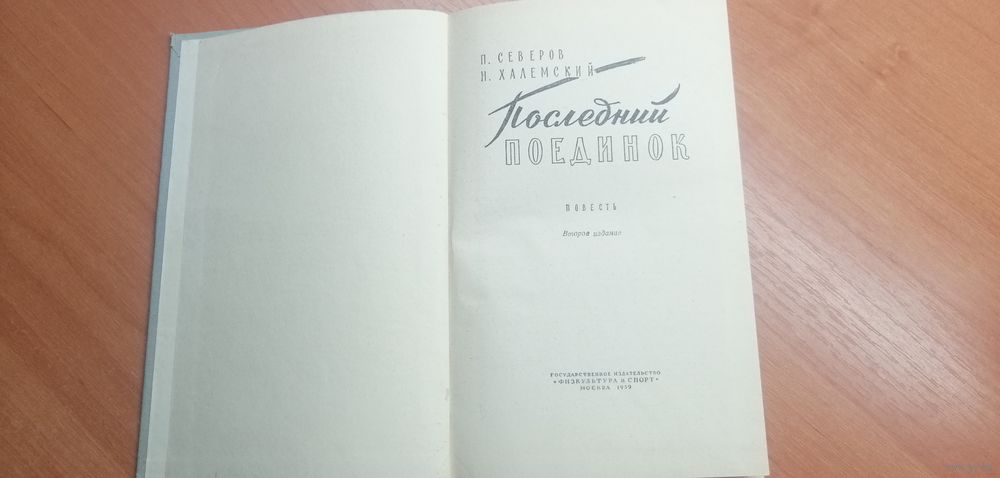 П. СЕВЕРОВ
Н. ХАЛЕМСКИЙ
Последний
ПОЕДИНОК
ПОВЕСТЬ
Второе издание
ГОСУДАРСТВЕННОЕ ИЗДАТЕЛЬСТВО
«ФИЗКУЛЬТУРА и СПОРТ»
МОСКВА 1959